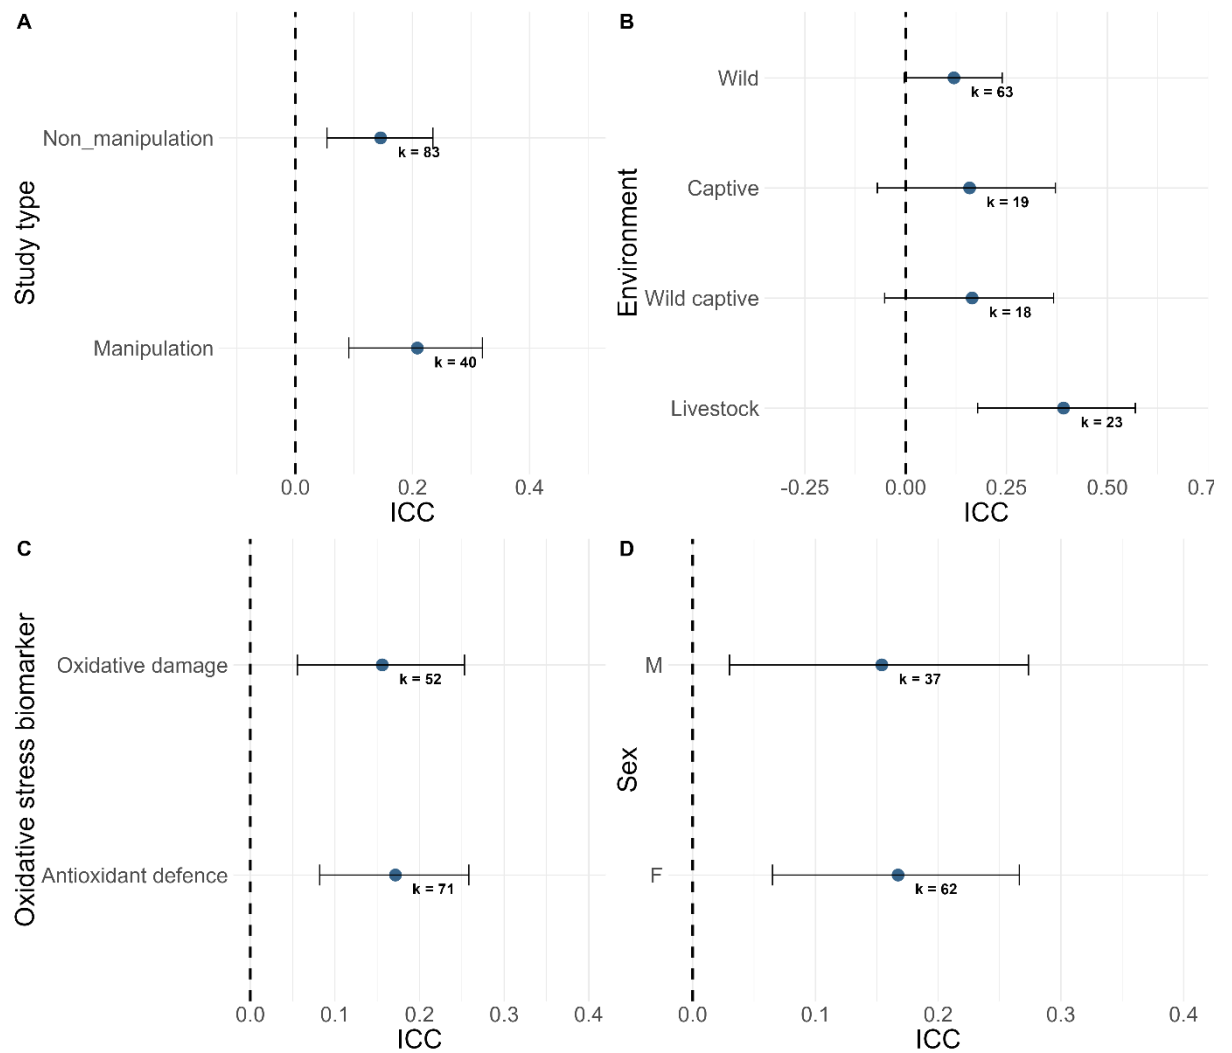 A
Study type
Non_manipulation
k = 83
Manipulation
k = 40
0.0 0.2 0.4
ICC
B
Environment
Wild
k = 63
Captive
k = 19
Wild captive
k = 18
Livestock
k = 23
-0.25 0.00 0.25 0.50 0.7
ICC
C
Oxidative stress biomarker
Oxidative damage
k = 52
Antioxidant defence
k = 71
0.0 0.1 0.2 0.3 0.4
ICC
D
Sex
M
k = 37
F
k = 62
0.0 0.1 0.2 0.3 0.4
ICC